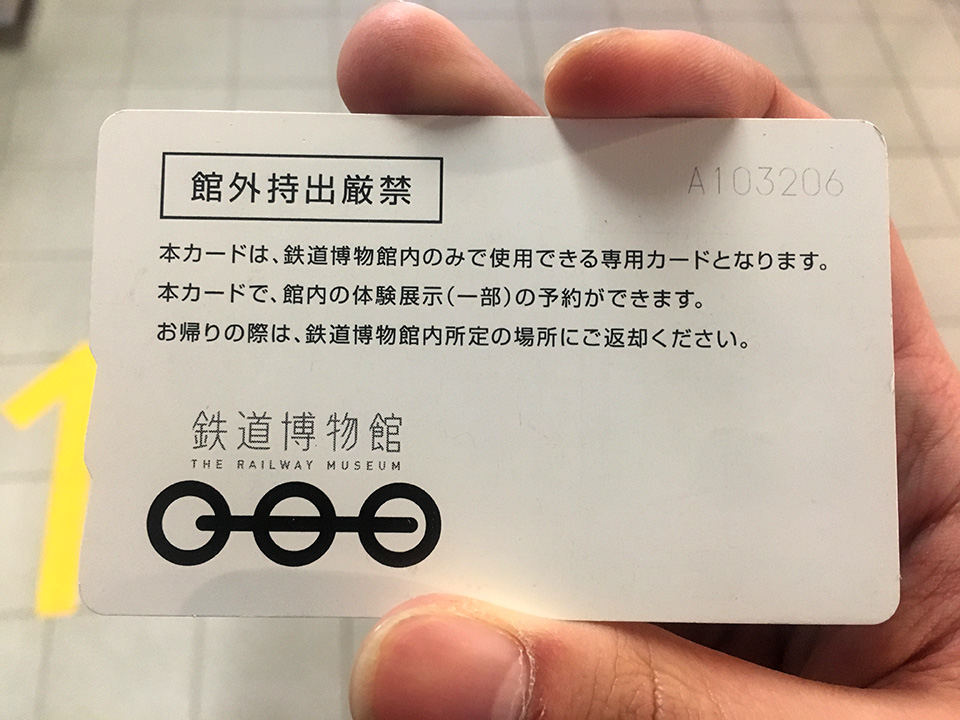 館外持出厳禁
A103206
本カードは、鉄道博物館内のみで使用できる専用カードとなります。
本カードで、館内の体験展示(一部)の予約ができます。
お帰りの際は、鉄道博物館内所定の場所にご返却ください。
鉄道博物館
THE RAILWAY MUSEUM
1